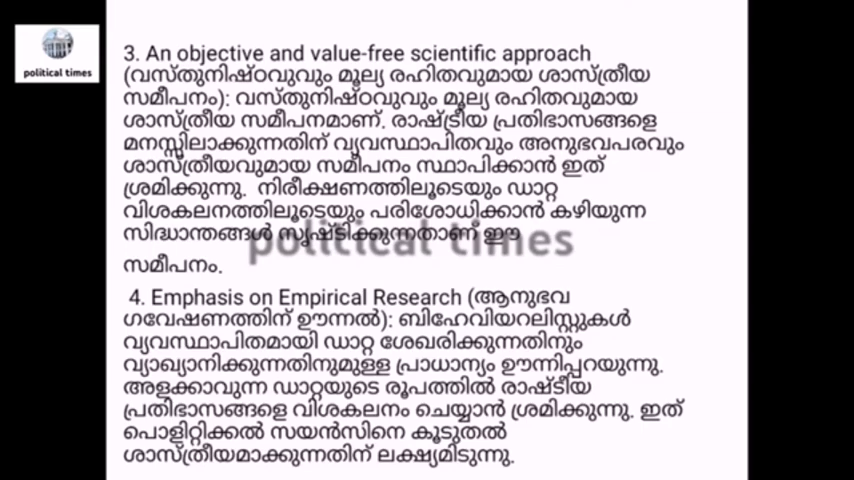 political times
3. An objective and value-free scientific approach
(വസ്തുനിഷ്ഠവുവും മൂല്യ രഹിതവുമായ ശാസ്ത്രീയ
സമീപനം): വസ്തുനിഷ്ഠവുവും മൂല്യ രഹിതവുമായ
ശാസ്ത്രീയ സമീപനമാണ്. രാഷ്ട്രീയ പ്രതിഭാസങ്ങളെ
മനസ്സിലാക്കുന്നതിന് വ്യവസ്ഥാപിതവും അനുഭവപരവും
ശാസ്ത്രീയവുമായ സമീപനം സ്ഥാപിക്കാൻ ഇത്
ശ്രമിക്കുന്നു. നിരീക്ഷണത്തിലൂടെയും ഡാറ്റ
വിശകലനത്തിലൂടെയും പരിശോധിക്കാൻ കഴിയുന്ന
സിദ്ധാന്തങ്ങൾ സൃഷ്ടിക്കുന്നതാണ് ഈ
political times
സമീപനം.
4. Emphasis on Empirical Research (ആനുഭവ
ഗവേഷണത്തിന് ഊന്നൽ): ബിഹേവിയറലിസ്റ്റുകൾ
വ്യവസ്ഥാപിതമായി ഡാറ്റ ശേഖരിക്കുന്നതിനും
വ്യാഖ്യാനിക്കുന്നതിനുമുള്ള പ്രാധാന്യം ഊന്നിപ്പറയുന്നു.
അളക്കാവുന്ന ഡാറ്റയുടെ രൂപത്തിൽ രാഷ്ടീയ
പ്രതിഭാസങ്ങളെ വിശകലനം ചെയ്യാൻ ശ്രമിക്കുന്നു. ഇത്
പൊളിറ്റിക്കൽ സയൻസിനെ കൂടുതൽ
ശാസ്ത്രീയമാക്കുന്നതിന് ലക്ഷ്യമിടുന്നു.